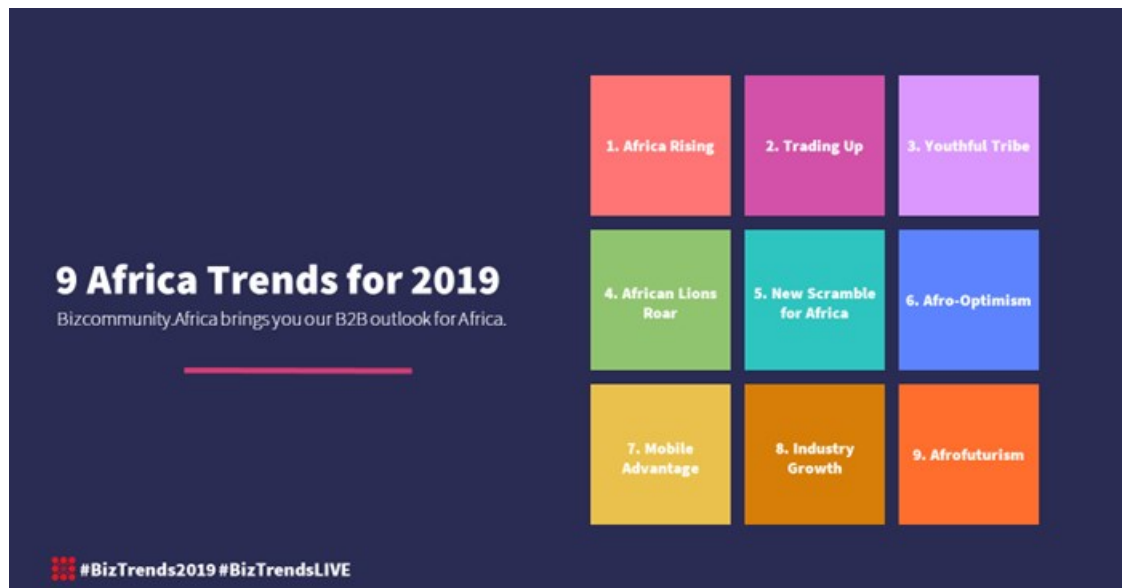 9 Africa Trends for 2019
Bizcommunity.Africa brings you our B2B outlook for Africa.
1. Africa Rising
2. Trading Up
3. Youthful Tribe
4. African Lions
Roar
5. New Scramble
for Africa
6. Afro-Optimism
7. Mobile
Advantage
8. Industry
Growth
9. Afrofuturism
#BizTrends2019 #BizTrendsLIVE